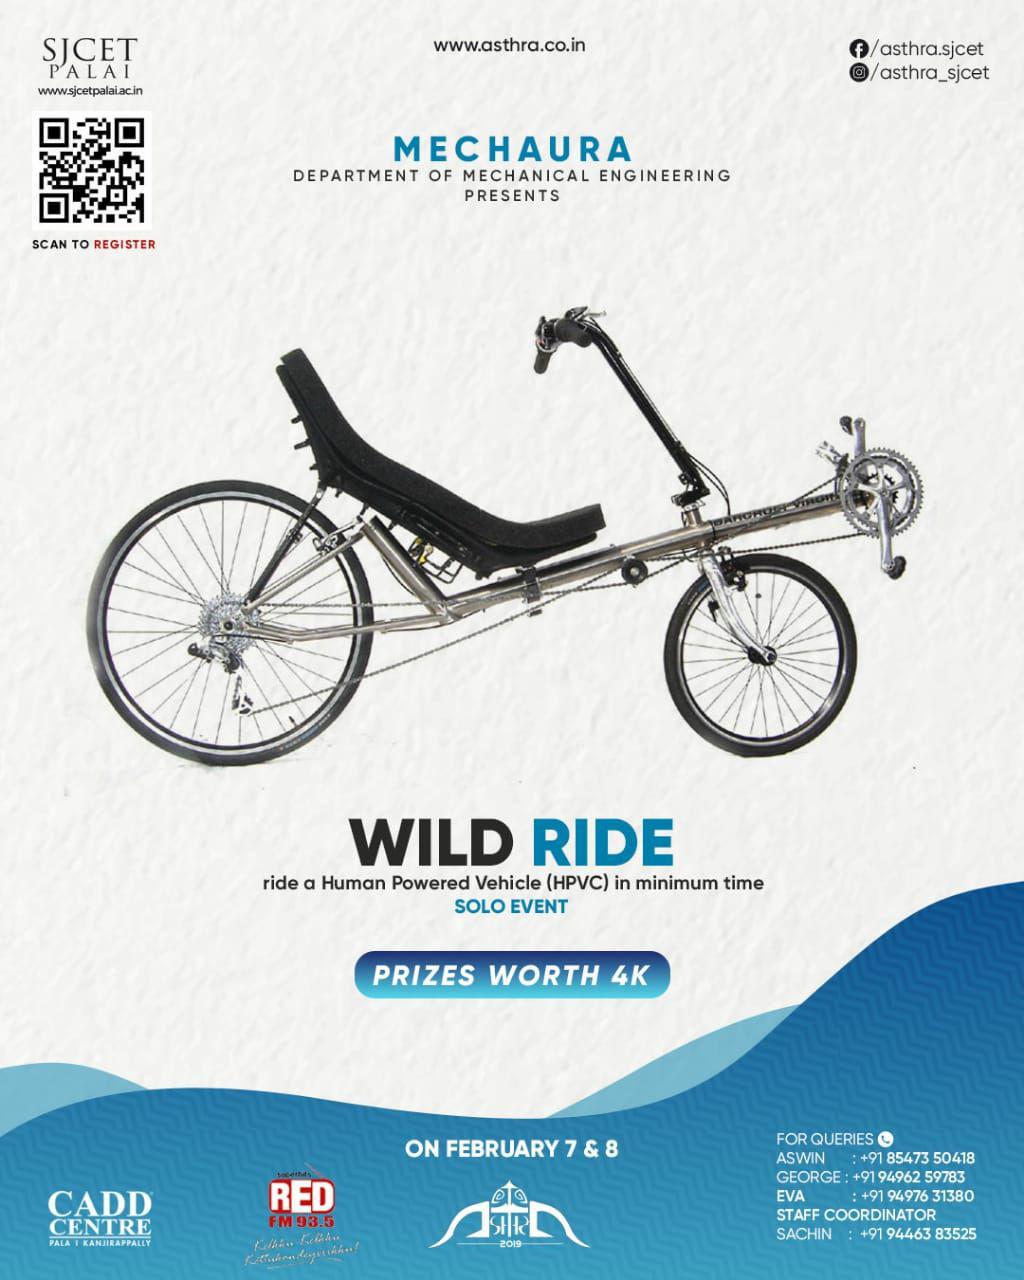 SJCET
PALAI
www.sjcetpalai.ac.in
SCAN TO REGISTER
www.asthra.co.in
/asthra.sjcet
/asthra_sjcet
MECHAURA
DEPARTMENT OF MECHANICAL ENGINEERING
PRESENTS
WILD RIDE
ride a Human Powered Vehicle (HPVC) in minimum time
SOLO EVENT
PRIZES WORTH 4K
ON FEBRUARY 7 & 8
CADD
CENTRE
PALA I KANJIRAPPALLY
Superhits
RED
FM 93.5
2019
FOR QUERIES
ASWIN : +91 85473 50418
GEORGE : +91 94962 59783
EVA : +91 94976 31380
STAFF COORDINATOR
SACHIN : +91 94463 83525